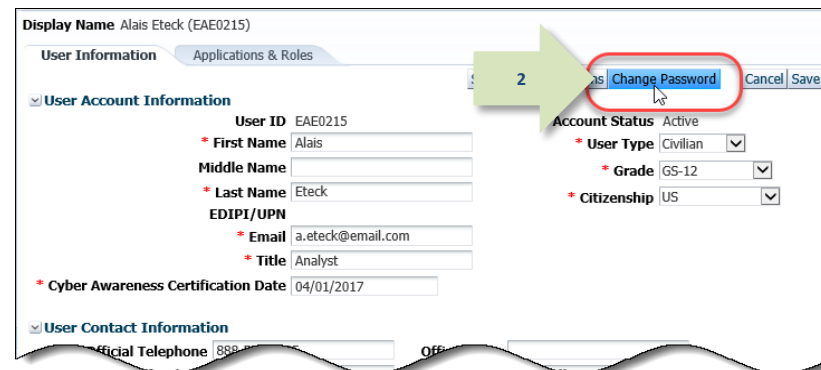 Display Name Alais Eteck (EAE0215)
User Information Applications & Roles
2 Change Password Cancel Save
User Account Information
User ID EAE0215 Account Status Active
* First Name Alais * User Type Civilian
Middle Name * Grade GS-12
* Last Name Eteck * Citizenship US
EDIPI/UPN
* Email a.eteck@email.com
* Title Analyst
* Cyber Awareness Certification Date 04/01/2017
User Contact Information
Official Telephone 888